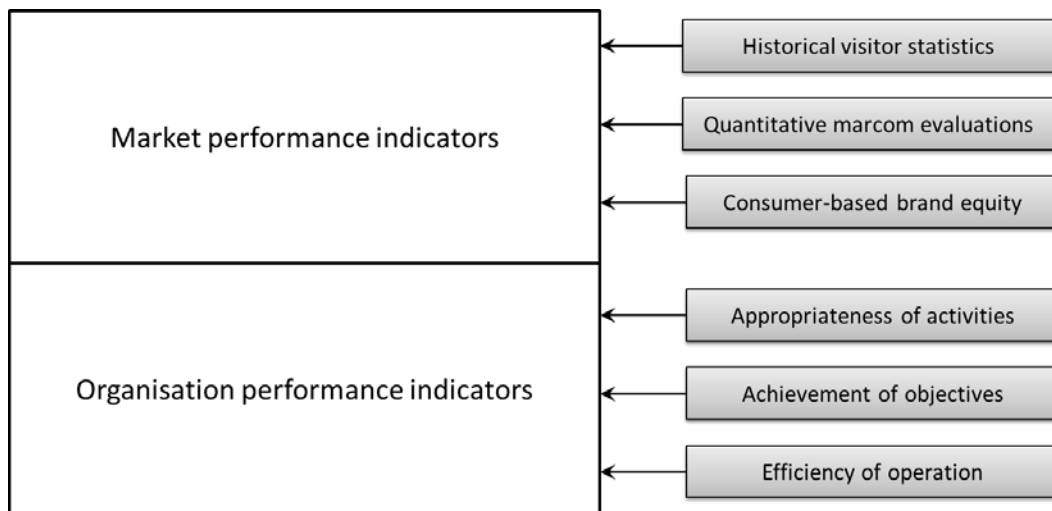 Historical visitor statistics
Quantitative marcom evaluations
Market performance indicators
Consumer-based brand equity
Appropriateness of activities
Organisation performance indicators
Achievement of objectives
Efficiency of operation